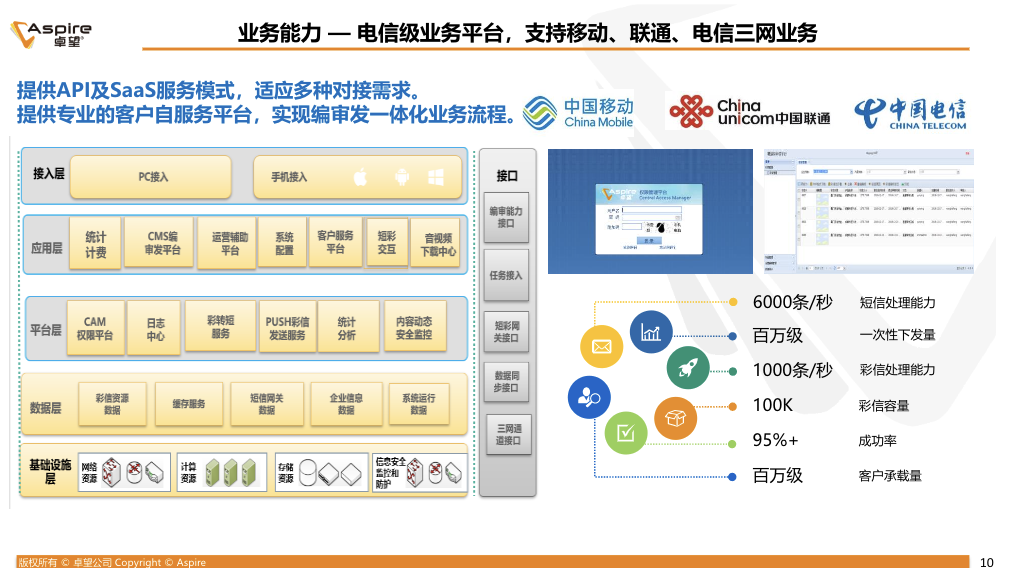 Aspire
卓望
业务能力 — 电信级业务平台，支持移动、联通、电信三网业务
提供API及SaaS服务模式，适应多种对接需求。
提供专业的客户自服务平台，实现编审发一体化业务流程。
中国移动
China Mobile
China
unicom中国联通
中国电信
CHINA TELECOM
接入层
PC接入
手机接入
应用层
统计
计费
CMS编
审发平台
运营辅助
平台
系统
配置
客户服务
平台
短彩
交互
音视频
下载中心
平台层
CAM
权限平台
日志
中心
彩转短
服务
PUSH彩信
发送服务
统计
分析
内容动态
安全监控
数据层
彩信资源
数据
缓存服务
短信网关
数据
企业信息
数据
系统运行
数据
基础设施
层
网络
资源
计算
资源
存储
资源
信息安全
监控和
防护
接口
编审能力
接口
任务接入
短彩网
关接口
数据同
步接口
三网通
道接口
Aspire
Central Access Manager
6000条/秒 短信处理能力
百万级 一次性下发量
1000条/秒 彩信处理能力
100K 彩信容量
95%+ 成功率
百万级 客户承载量
版权所有 © 卓望公司 Copyright © Aspire
10